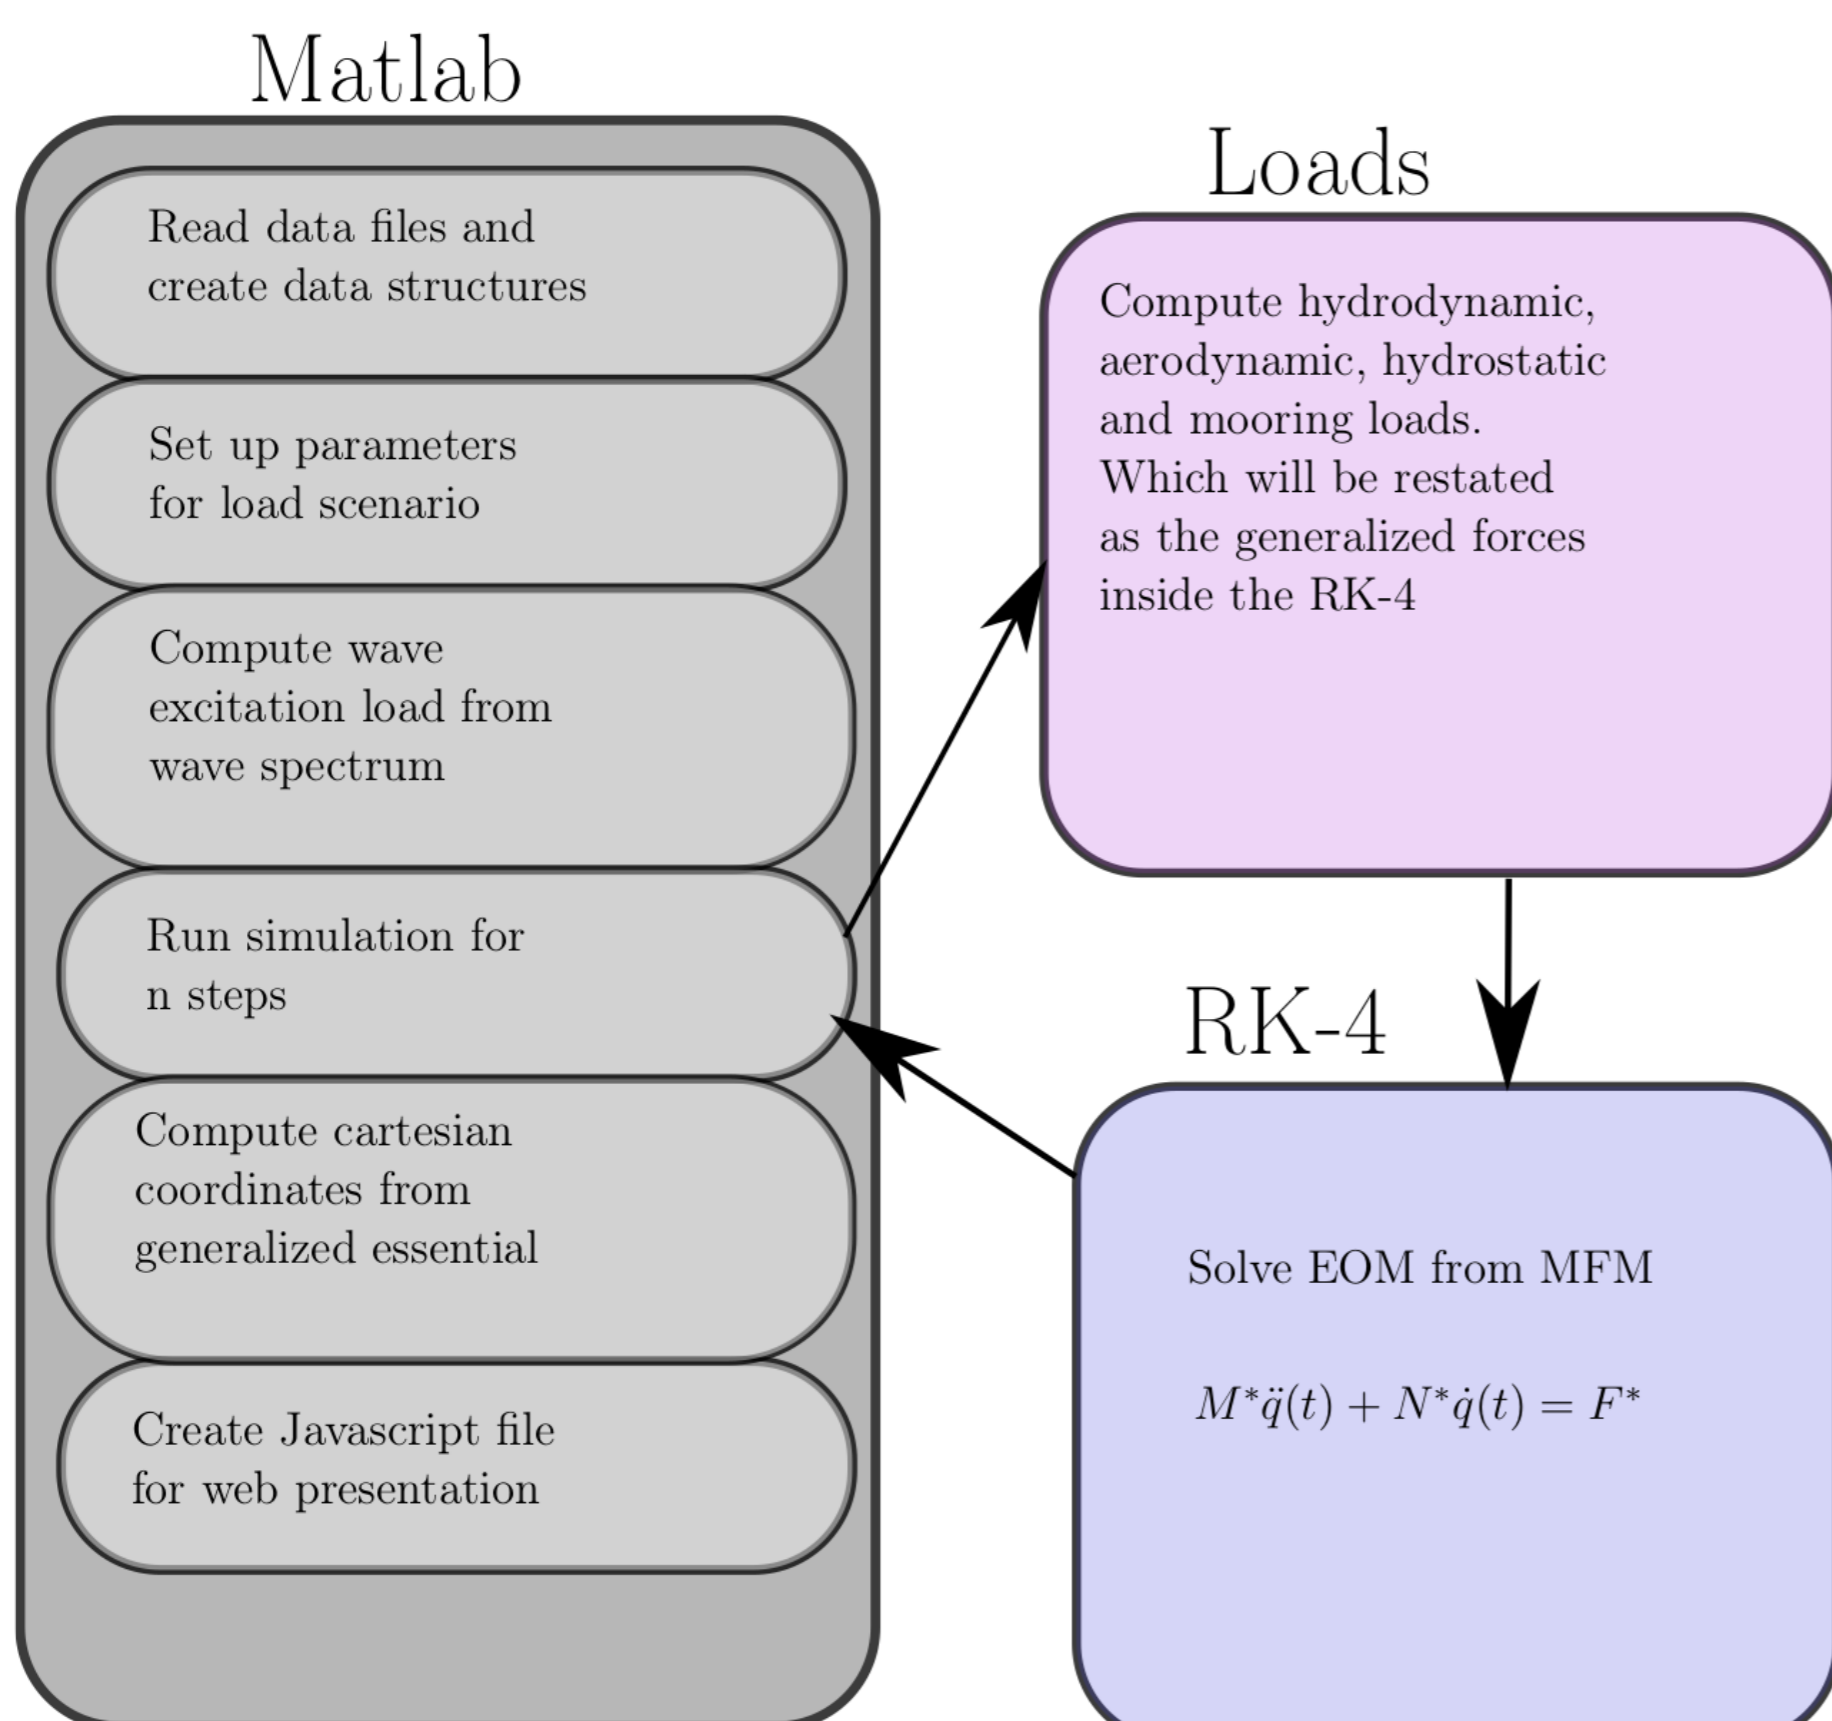 Matlab
Read data files and
create data structures
Set up parameters
for load scenario
Compute wave
excitation load from
wave spectrum
Run simulation for
n steps
Compute cartesian
coordinates from
generalized essential
Create Javascript file
for web presentation
Loads
Compute hydrodynamic,
aerodynamic, hydrostatic
and mooring loads.
Which will be restated
as the generalized forces
inside the RK-4
RK-4
Solve EOM from MFM
M*q̈(t) + N*q̇(t) = F*